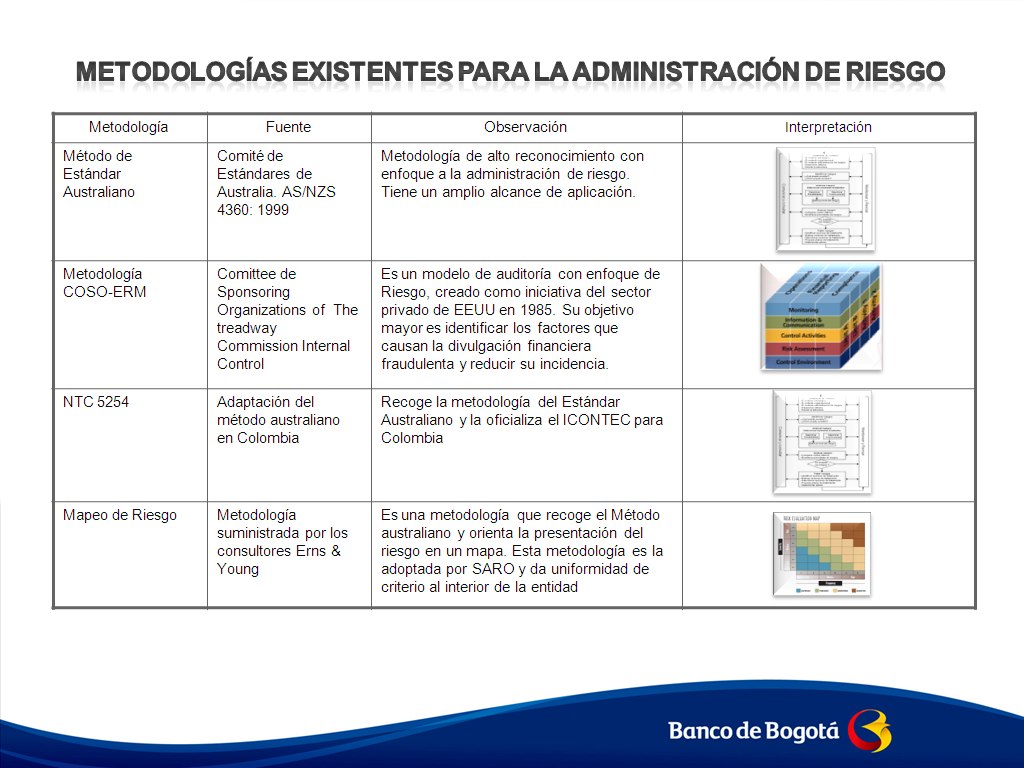 METODOLOGÍAS EXISTENTES PARA LA ADMINISTRACIÓN DE RIESGO
Metodología
Fuente
Observación
Interpretación
Método de
Estándar
Australiano
Comité de
Estándares de
Australia. AS/NZS
4360: 1999
Metodología de alto reconocimiento con
enfoque a la administración de riesgo.
Tiene un amplio alcance de aplicación.
Metodología
COSO-ERM
Comittee de
Sponsoring
Organizations of The
treadway
Commission Internal
Control
Es un modelo de auditoría con enfoque de
Riesgo, creado como iniciativa del sector
privado de EEUU en 1985. Su objetivo
mayor es identificar los factores que
causan la divulgación financiera
fraudulenta y reducir su incidencia.
Monitoring
Information &
Communication
Control Activities
Risk Assessment
Control Environment
NTC 5254
Adaptación del
método australiano
en Colombia
Recoge la metodología del Estándar
Australiano y la oficializa el ICONTEC para
Colombia
Mapeo de Riesgo
Metodología
suministrada por los
consultores Erns &
Young
Es una metodología que recoge el Método
australiano y orienta la presentación del
riesgo en un mapa. Esta metodología es la
adoptada por SARO y da uniformidad de
criterio al interior de la entidad
RISK EVALUATION MAP
Banco de Bogotá